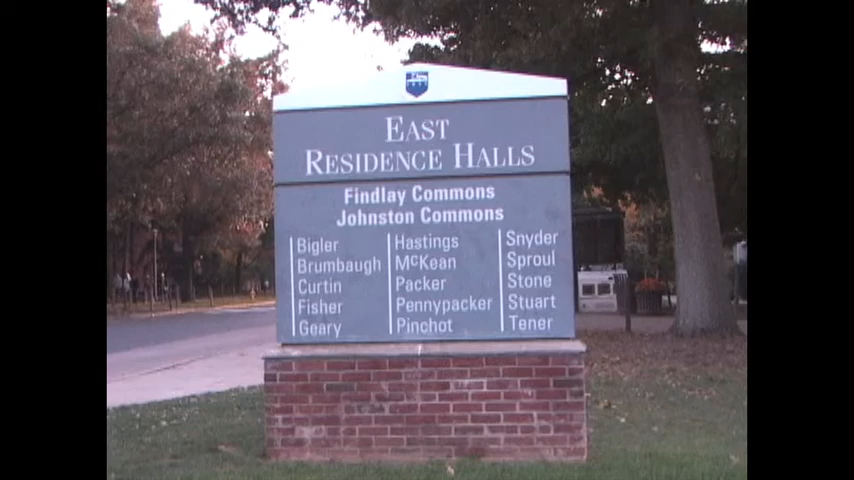 EAST
RESIDENCE HALLS
Findlay Commons
Johnston Commons
Bigler
Brumbaugh
Curtin
Fisher
Geary
Hastings
McKean
Packer
Pennypacker
Pinchot
Snyder
Sproul
Stone
Stuart
Tener